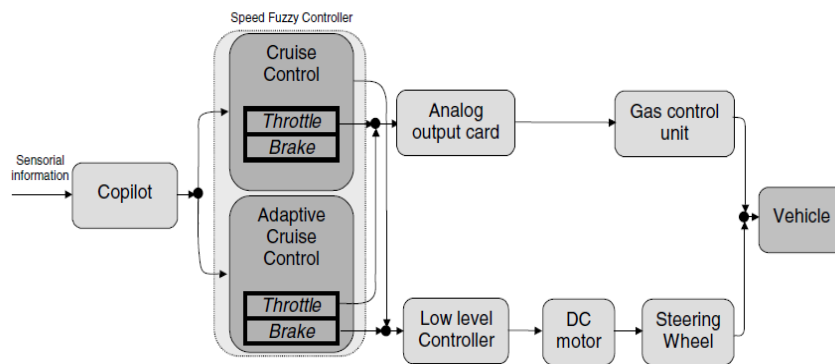 Speed Fuzzy Controller
Cruise
Control
Throttle
Brake
Analog
output card
Gas control
unit
Sensorial
information
Copilot
Vehicle
Adaptive
Cruise
Control
Throttle
Brake
Low level
Controller
DC
motor
Steering
Wheel